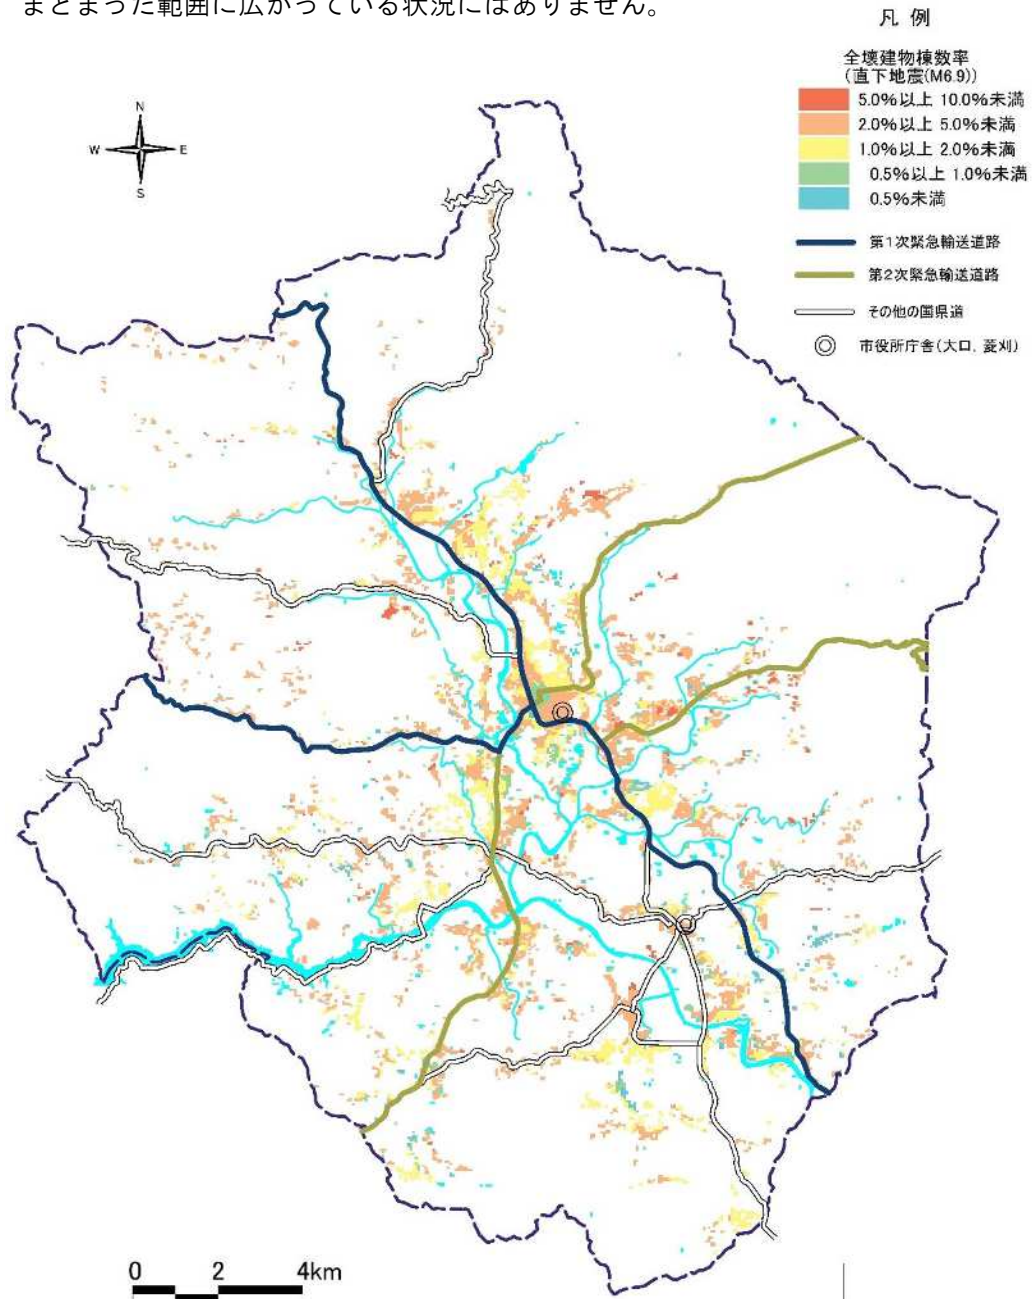 まとまった範囲に広がっている状況にはありません。
凡 例
全壊建物棟数率
(直下地震(M6.9))
5.0%以上 10.0%未満
2.0%以上 5.0%未満
1.0%以上 2.0%未満
0.5%以上 1.0%未満
0.5%未満
第1次緊急輸送道路
第2次緊急輸送道路
その他の国県道
市役所庁舎(大口、菱刈)
N
W E
S
0 2 4km